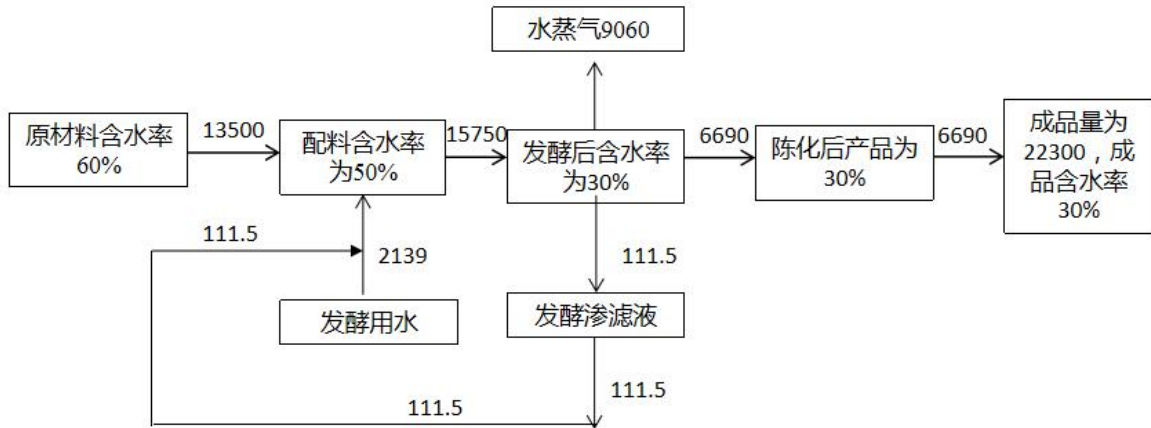 水蒸气9060
原材料含水率
60%
13500
配料含水率
为50%
15750
发酵后含水率
为30%
6690
陈化后产品为
30%
6690
成品量为
22300，成
品含水率
30%
111.5
2139
111.5
发酵用水
发酵渗滤液
111.5
111.5